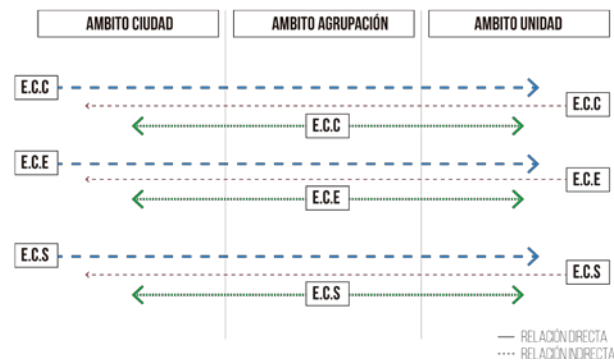 AMBITO CIUDAD
AMBITO AGRUPACIÓN
AMBITO UNIDAD
E.C.C
E.C.C
E.C.C
E.C.E
E.C.E
E.C.E
E.C.S
E.C.S
E.C.S
RELACIÓN DIRECTA
RELACIÓN INDIRECTA